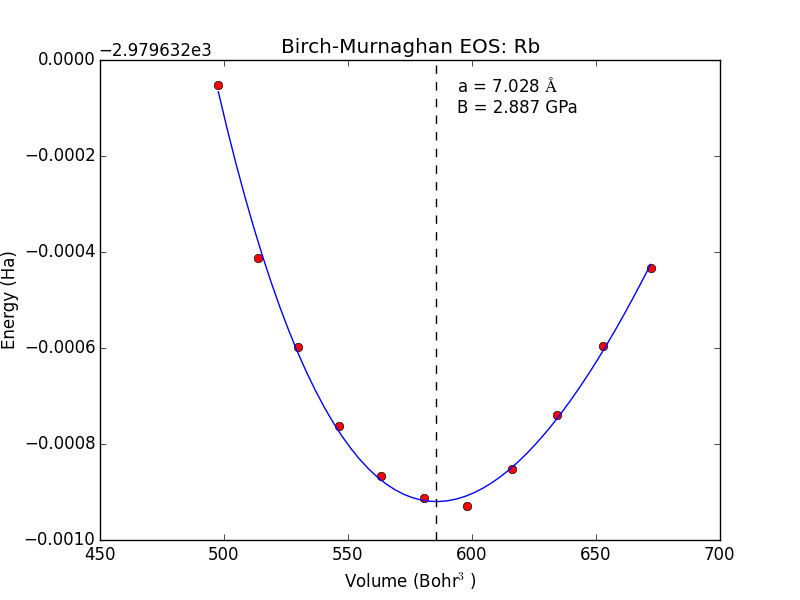 −2.979632e3
Birch-Murnaghan EOS: Rb
a = 7.028 Å
B = 2.887 GPa
0.0000
−0.0002
−0.0004
−0.0006
−0.0008
−0.0010
Energy (Ha)
450
500
550
600
650
700
Volume (Bohr³ )